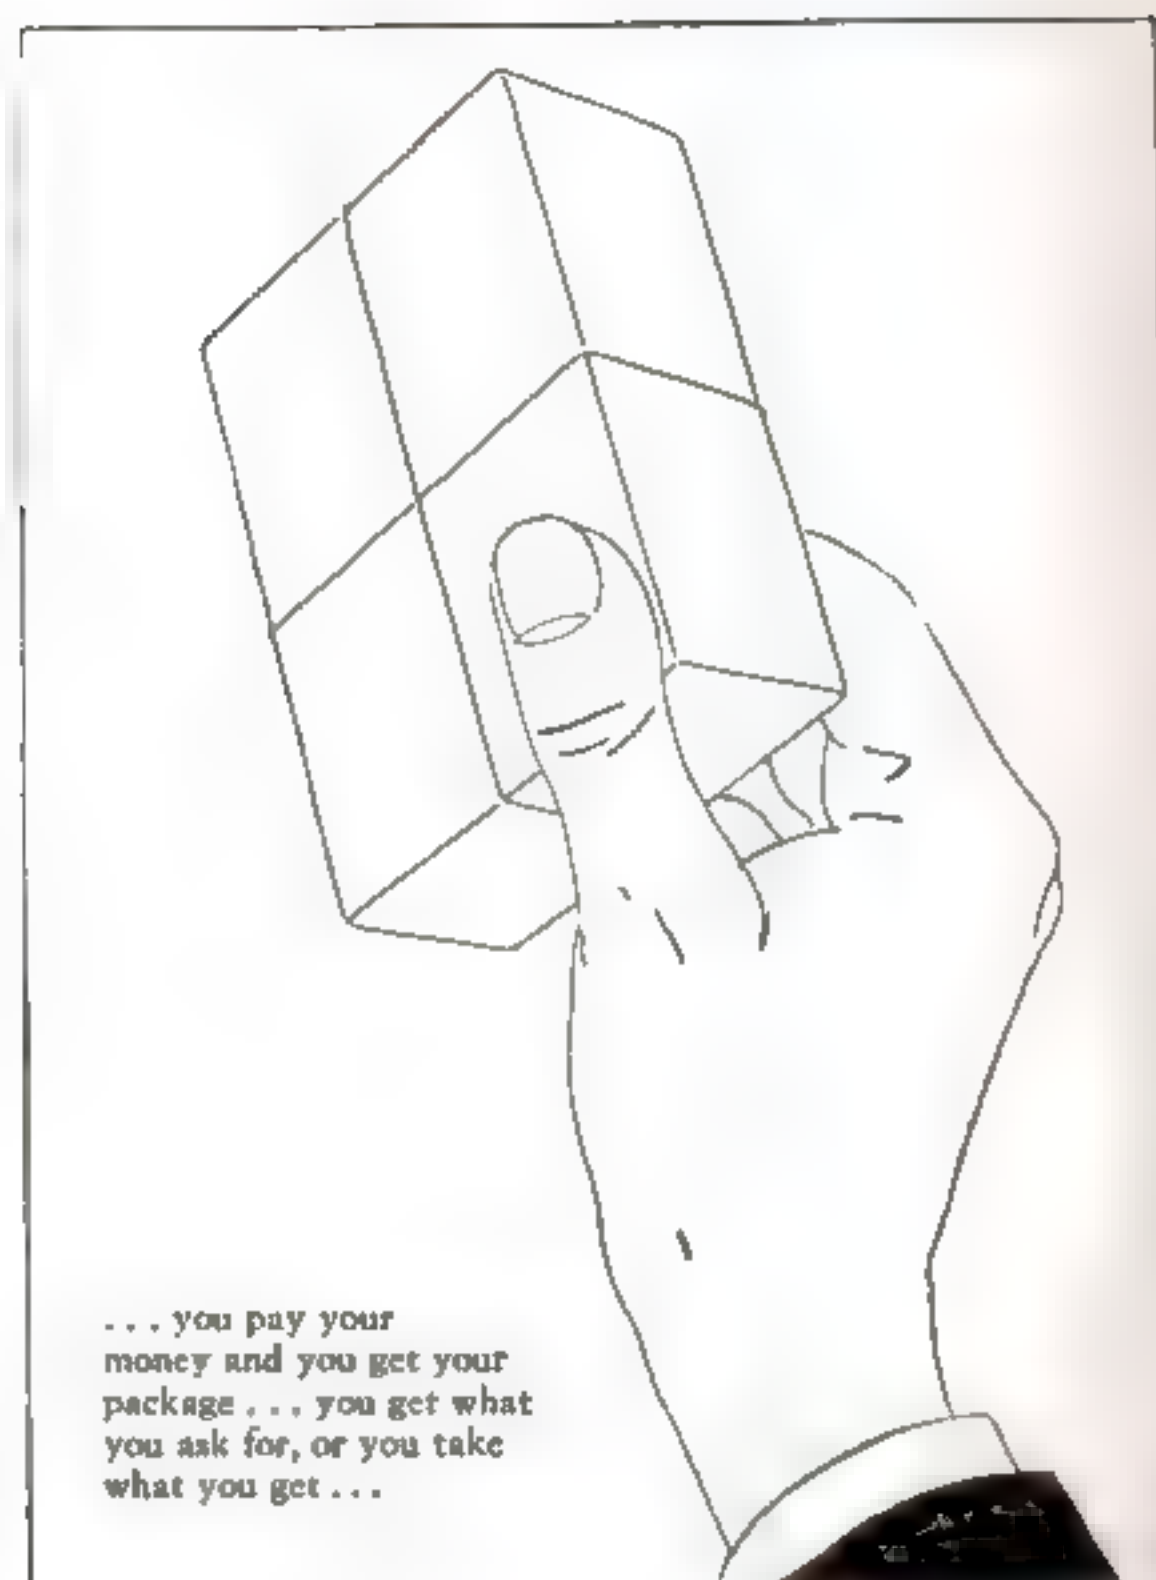 ... you pay your
money and you get your
package ... you get what
you ask for, or you take
what you get ...